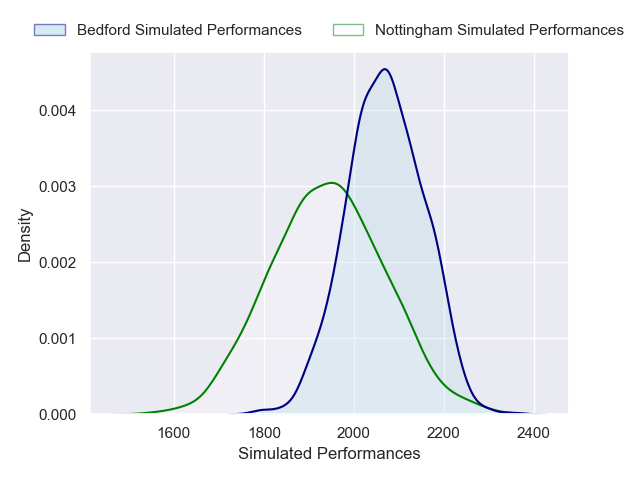 Bedford Simulated Performances
Nottingham Simulated Performances
0.004
0.003
0.002
0.001
0.000
Density
1600
1800
2000
2200
2400
Simulated Performances